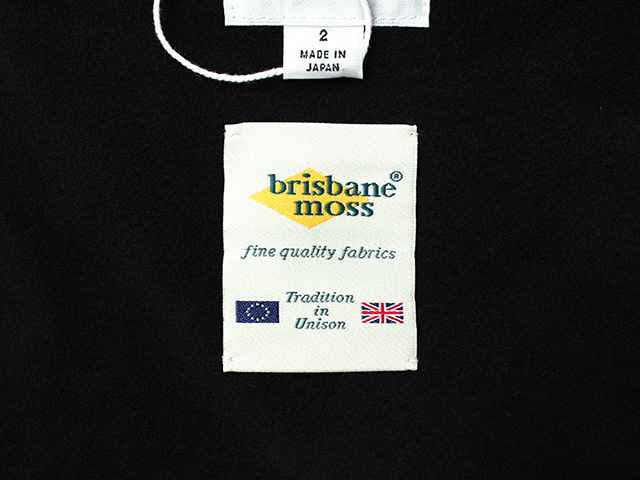 2
MADE IN
JAPAN
brisbane®
moss
fine quality fabrics
Tradition
in
Unison